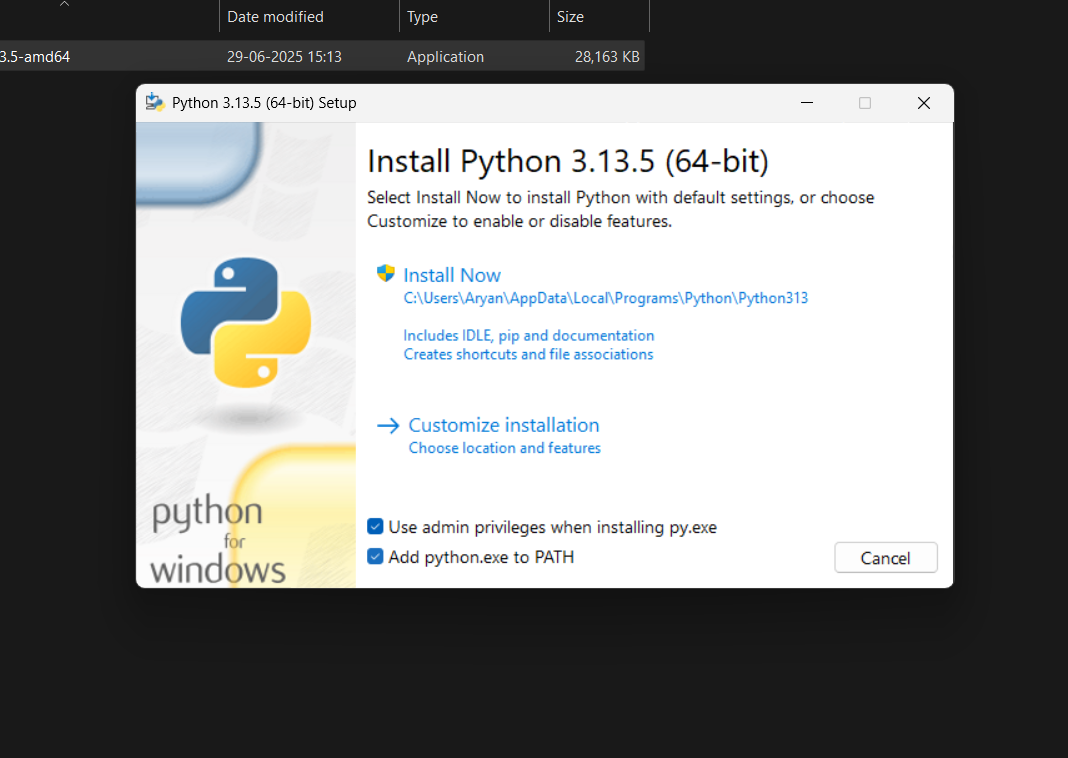 Date modified Type Size
3.5-amd64 29-06-2025 15:13 Application 28,163 KB
Python 3.13.5 (64-bit) Setup
Install Python 3.13.5 (64-bit)
Select Install Now to install Python with default settings, or choose
Customize to enable or disable features.
Install Now
C:\Users\Aryan\AppData\Local\Programs\Python\Python313
Includes IDLE, pip and documentation
Creates shortcuts and file associations
Customize installation
Choose location and features
Use admin privileges when installing py.exe
Add python.exe to PATH
Cancel
python
for
windows